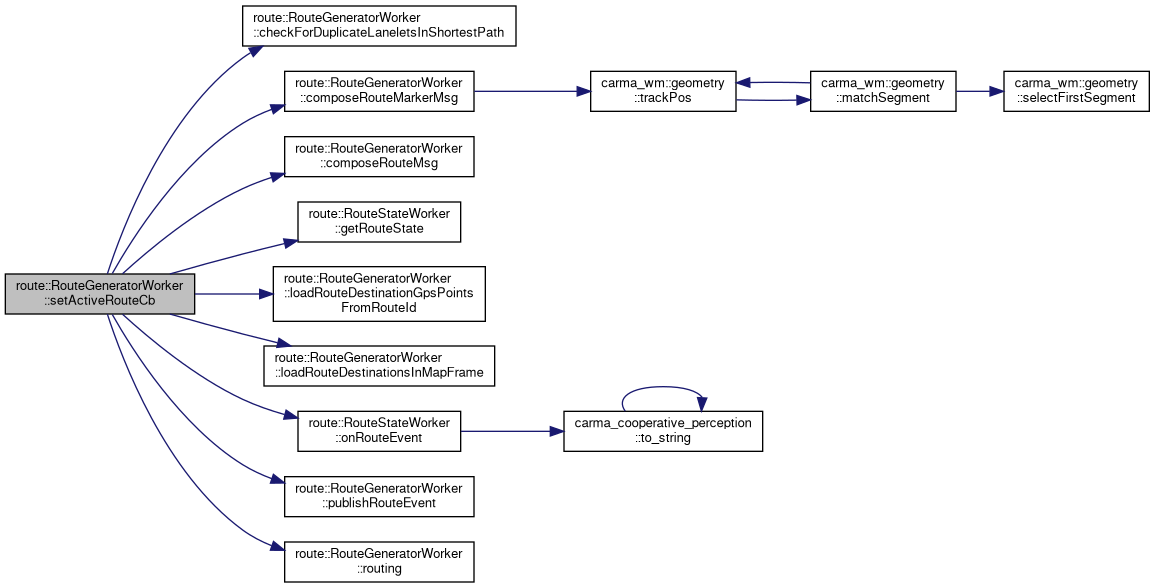 route::RouteGeneratorWorker
::checkForDuplicateLaneletsInShortestPath
route::RouteGeneratorWorker
::composeRouteMarkerMsg
carma_wm::geometry
::trackPos
carma_wm::geometry
::matchSegment
carma_wm::geometry
::selectFirstSegment
route::RouteGeneratorWorker
::composeRouteMsg
route::RouteStateWorker
::getRouteState
route::RouteGeneratorWorker
::setActiveRouteCb
route::RouteGeneratorWorker
::loadRouteDestinationGpsPoints
FromRouteId
route::RouteGeneratorWorker
::loadRouteDestinationsInMapFrame
route::RouteStateWorker
::onRouteEvent
carma_cooperative_perception
::to_string
route::RouteGeneratorWorker
::publishRouteEvent
route::RouteGeneratorWorker
::routing